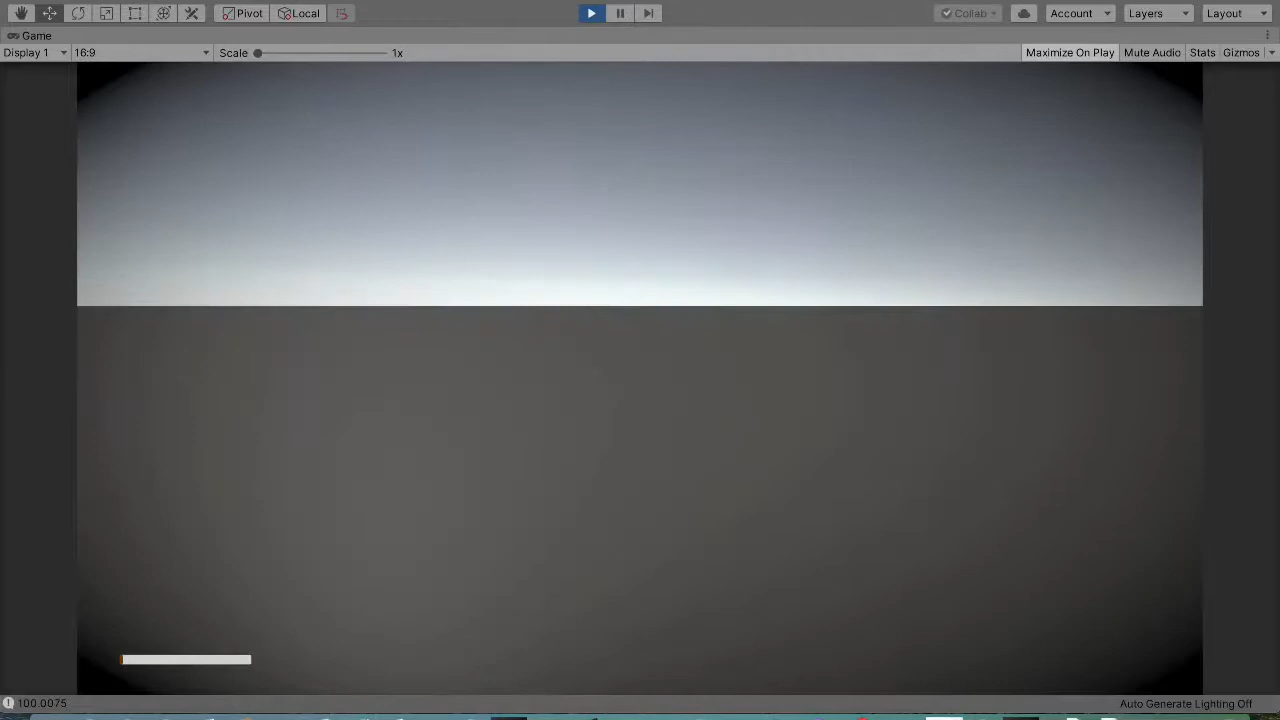 Pivot Local Collab Account Layers Layout
Game
Display 1 16:9 Scale 1x Maximize On Play Mute Audio Stats Gizmos
100.0075 Auto Generate Lighting Off